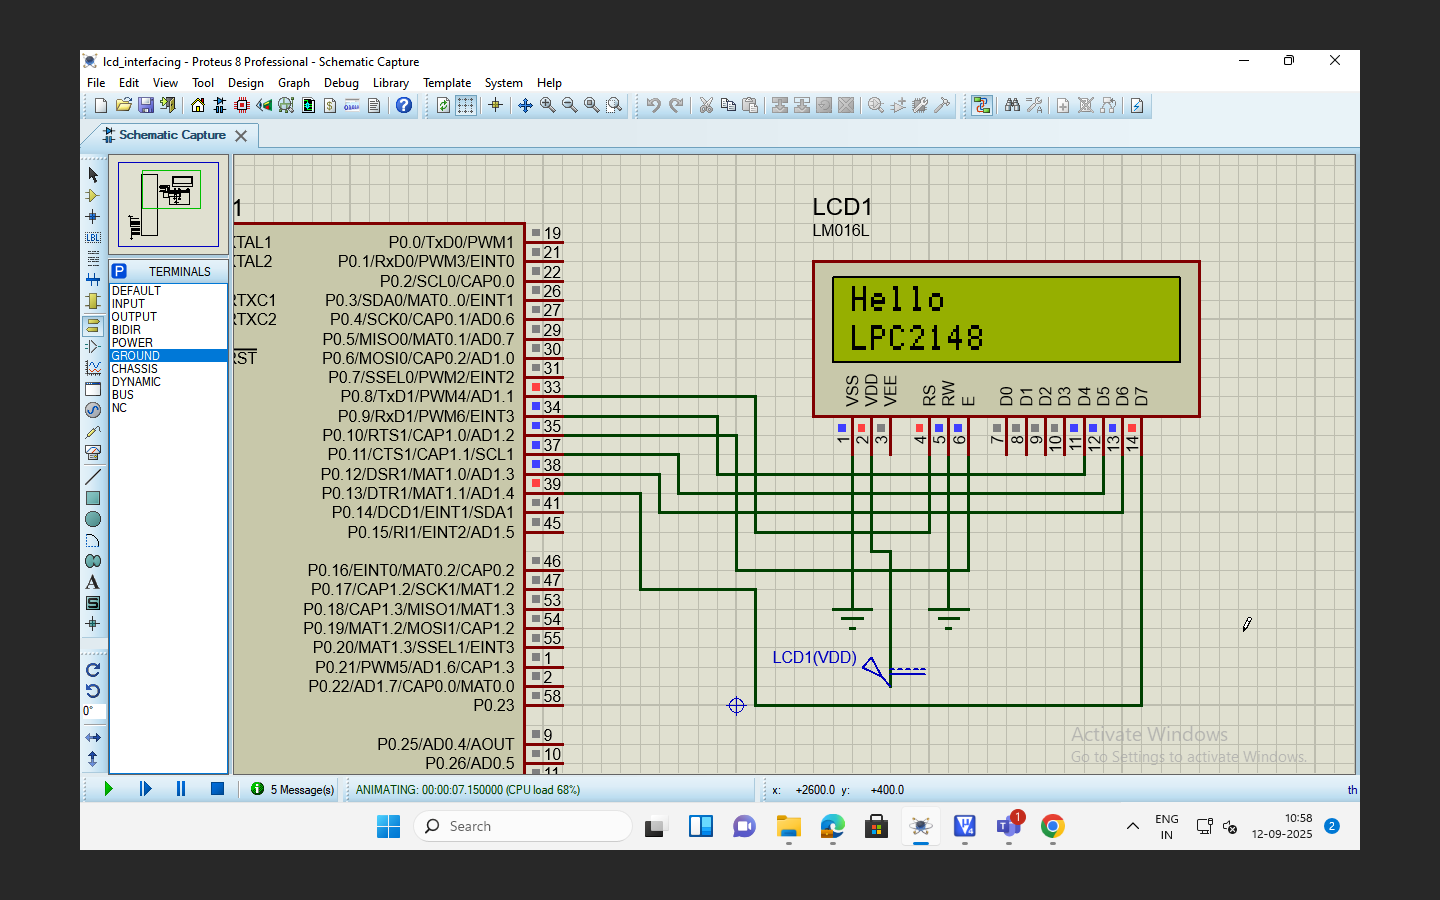 lcd_interfacing - Proteus 8 Professional - Schematic Capture
File Edit View Tool Design Graph Debug Library Template System Help
Schematic Capture
LBL
P TERMINALS
DEFAULT
INPUT
OUTPUT
BIDIR
POWER
GROUND
CHASSIS
DYNAMIC
BUS
NC
A
S
0°
1
TAL1
TAL2
TXC1
TXC2
RST
P0.0/TxD0/PWM1 19
P0.1/RxD0/PWM3/EINT0 21
P0.2/SCL0/CAP0.0 22
P0.3/SDA0/MAT0..0/EINT1 26
P0.4/SCK0/CAP0.1/AD0.6 27
P0.5/MISO0/MAT0.1/AD0.7 29
P0.6/MOSI0/CAP0.2/AD1.0 30
P0.7/SSEL0/PWM2/EINT2 31
P0.8/TxD1/PWM4/AD1.1 33
P0.9/RxD1/PWM6/EINT3 34
P0.10/RTS1/CAP1.0/AD1.2 35
P0.11/CTS1/CAP1.1/SCL1 37
P0.12/DSR1/MAT1.0/AD1.3 38
P0.13/DTR1/MAT1.1/AD1.4 39
P0.14/DCD1/EINT1/SDA1 41
P0.15/RI1/EINT2/AD1.5 45
P0.16/EINT0/MAT0.2/CAP0.2 46
P0.17/CAP1.2/SCK1/MAT1.2 47
P0.18/CAP1.3/MISO1/MAT1.3 53
P0.19/MAT1.2/MOSI1/CAP1.2 54
P0.20/MAT1.3/SSEL1/EINT3 55
P0.21/PWM5/AD1.6/CAP1.3 1
P0.22/AD1.7/CAP0.0/MAT0.0 2
P0.23 58
P0.25/AD0.4/AOUT 9
P0.26/AD0.5 10
11
LCD1
LM016L
Hello
LPC2148
VSS VDD VEE RS RW E D0 D1 D2 D3 D4 D5 D6 D7
1 2 3 4 5 6 7 8 9 10 11 12 13 14
LCD1(VDD)
Activate Windows
Go to Settings to activate Windows.
5 Message(s) ANIMATING: 00:00:07.150000 (CPU load 68%) x: +2600.0 y: +400.0 th
Search
1
ENG
IN
10:58
12-09-2025
2